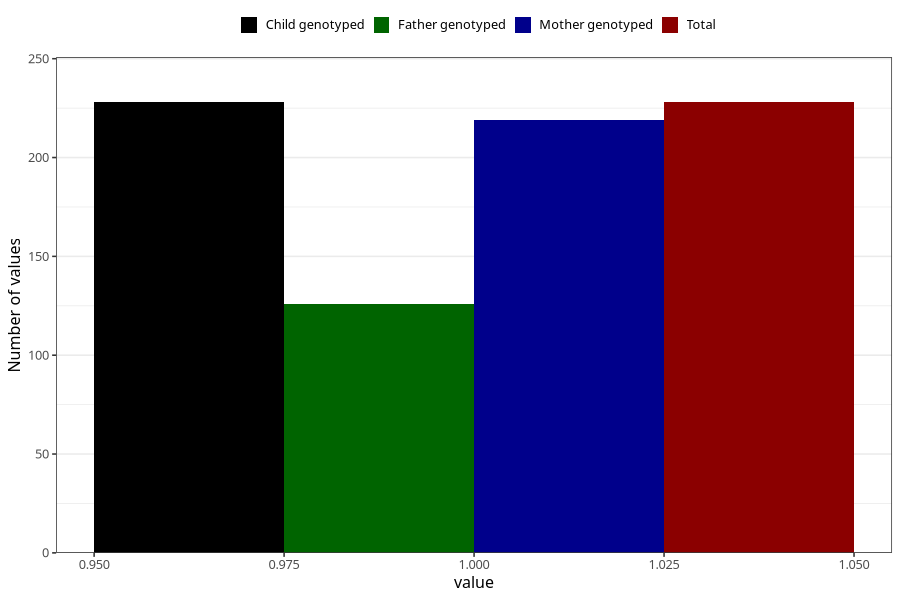 Child genotyped Father genotyped Mother genotyped Total
250
200
150
100
50
0
Number of values
0.950 0.975 1.000 1.025 1.050
value